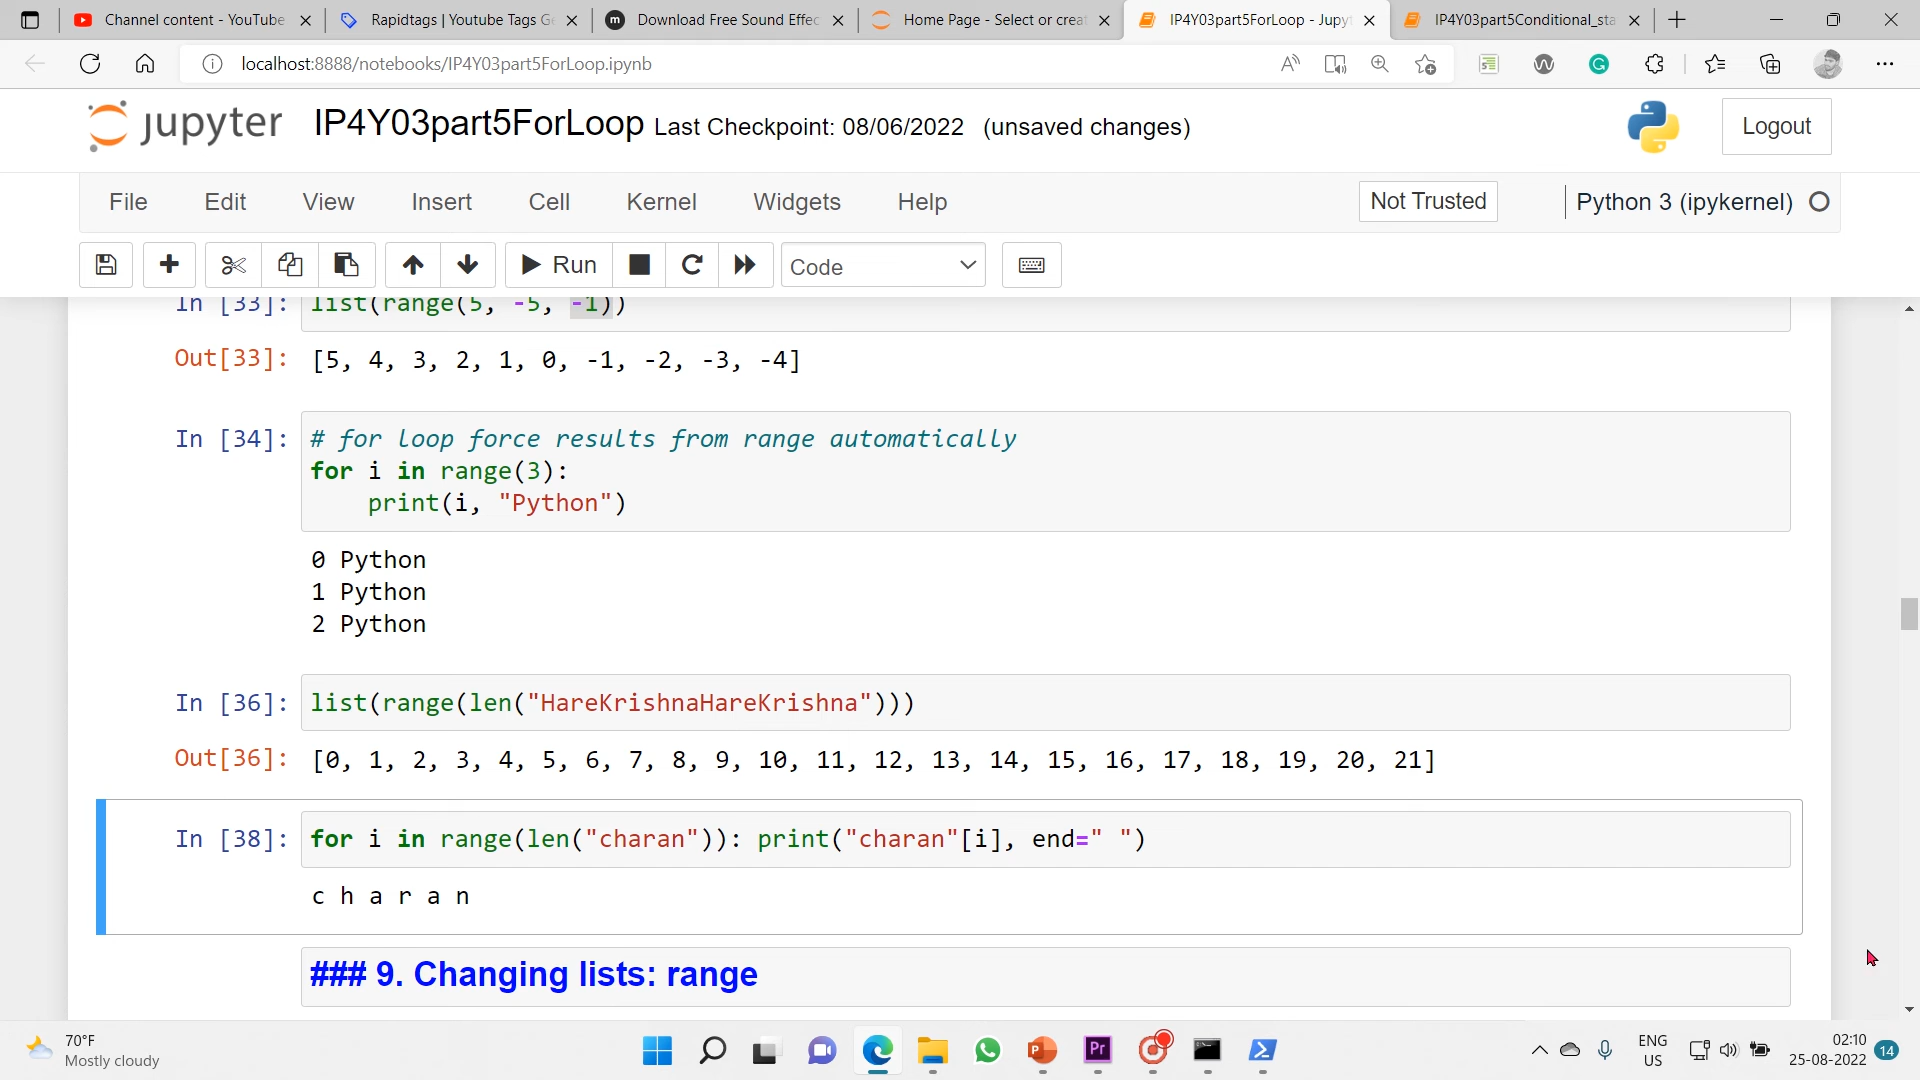 Channel content - YouTube
Rapidtags | Youtube Tags Ge
Download Free Sound Effec
Home Page - Select or creat
IP4Y03part5ForLoop - Jupyt
IP4Y03part5Conditional_sta
localhost:8888/notebooks/IP4Y03part5ForLoop.ipynb
jupyter IP4Y03part5ForLoop Last Checkpoint: 08/06/2022 (unsaved changes)
Logout
File Edit View Insert Cell Kernel Widgets Help
Not Trusted
Python 3 (ipykernel)
Run
Code
In [33]: list(range(5, -5, -1))
Out[33]: [5, 4, 3, 2, 1, 0, -1, -2, -3, -4]
In [34]: # for loop force results from range automatically
for i in range(3):
print(i, "Python")
0 Python
1 Python
2 Python
In [36]: list(range(len("HareKrishnaHareKrishna")))
Out[36]: [0, 1, 2, 3, 4, 5, 6, 7, 8, 9, 10, 11, 12, 13, 14, 15, 16, 17, 18, 19, 20, 21]
In [38]: for i in range(len("charan")): print("charan"[i], end=" ")
c h a r a n
### 9. Changing lists: range
70°F
Mostly cloudy
Pr
ENG
US
02:10
25-08-2022
14